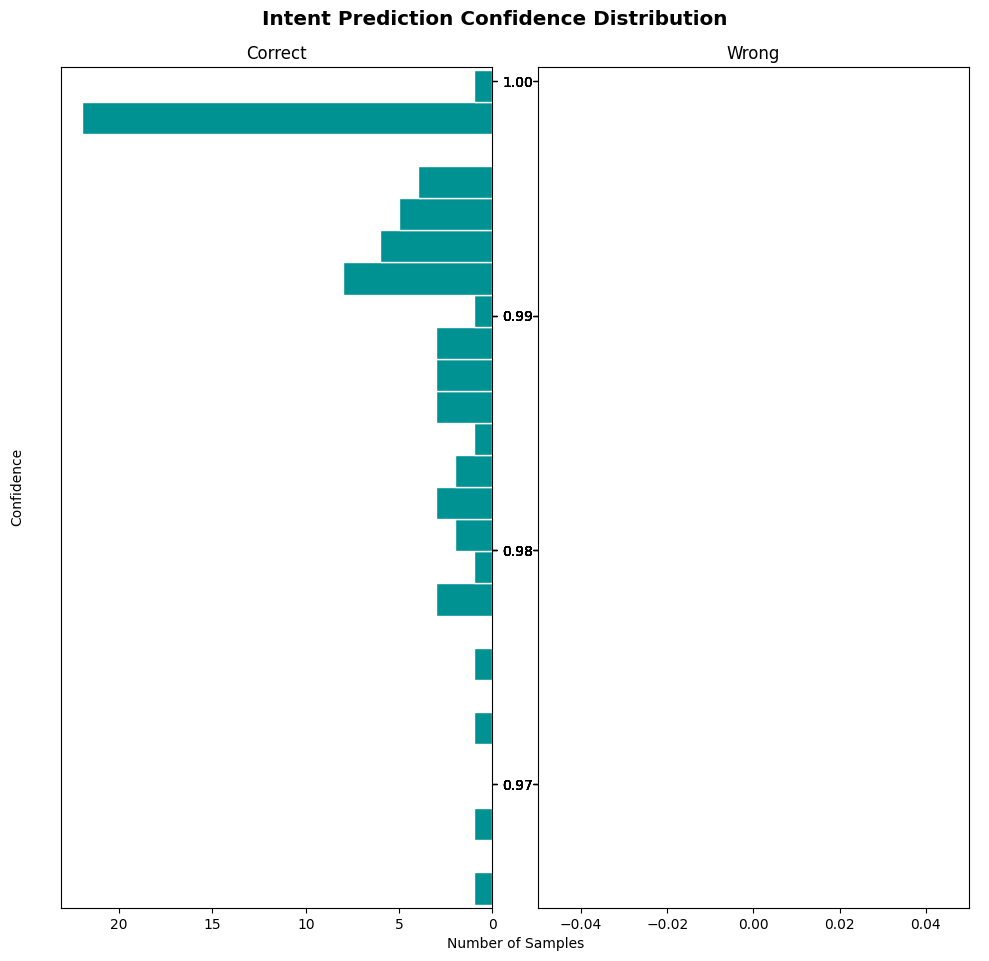 Intent Prediction Confidence Distribution
Correct
Wrong
1.00
0.99
0.98
0.97
Confidence
20 15 10 5 0
−0.04 −0.02 0.00 0.02 0.04
Number of Samples